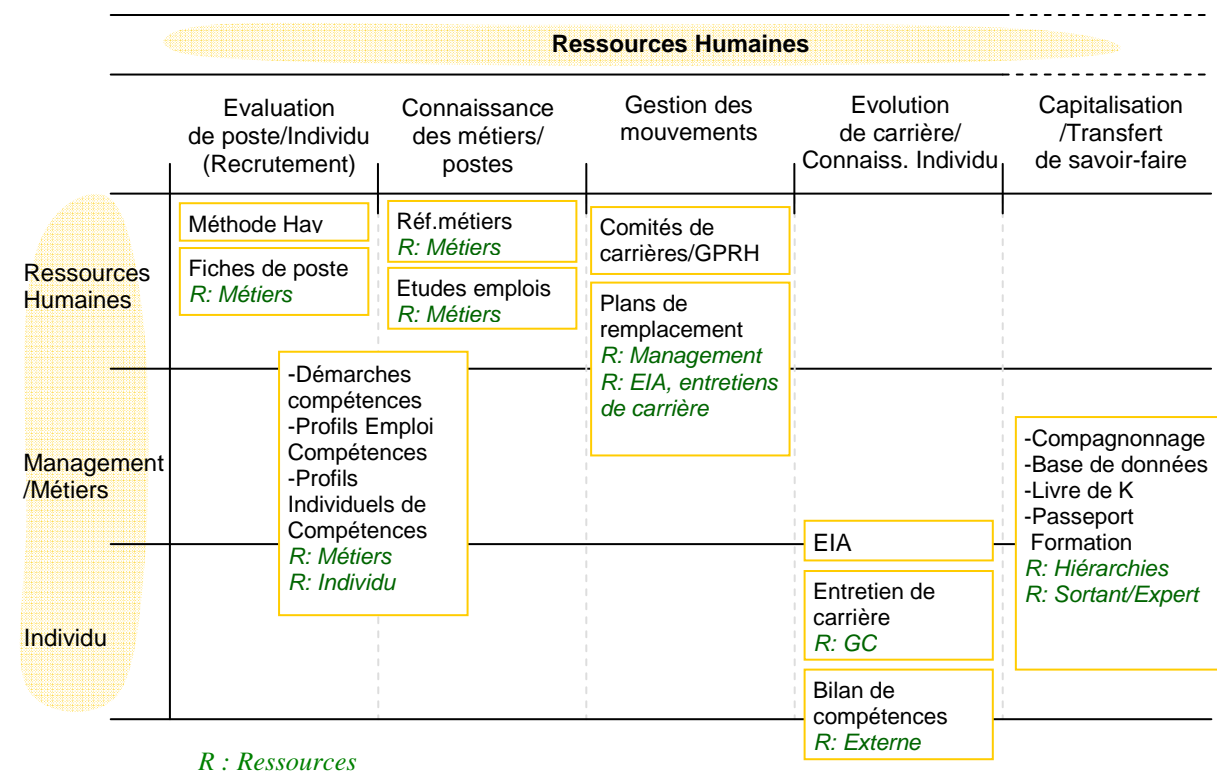 Ressources Humaines
Evaluation
de poste/Individu
(Recrutement)
Connaissance
des métiers/
postes
Gestion des
mouvements
Evolution
de carrière/
Connaiss. Individu
Capitalisation
/Transfert
de savoir-faire
Ressources
Humaines
Méthode Hay
Fiches de poste
R: Métiers
Réf.métiers
R: Métiers
Etudes emplois
R: Métiers
Comités de
carrières/GPRH
Plans de
remplacement
R: Management
R: EIA, entretiens
de carrière
-Démarches
compétences
-Profils Emploi
Compétences
-Profils
Individuels de
Compétences
R: Métiers
R: Individu
Management
/Métiers
-Compagnonnage
-Base de données
-Livre de K
-Passeport
Formation
R: Hiérarchies
R: Sortant/Expert
EIA
Entretien de
carrière
R: GC
Individu
Bilan de
compétences
R: Externe
R : Ressources